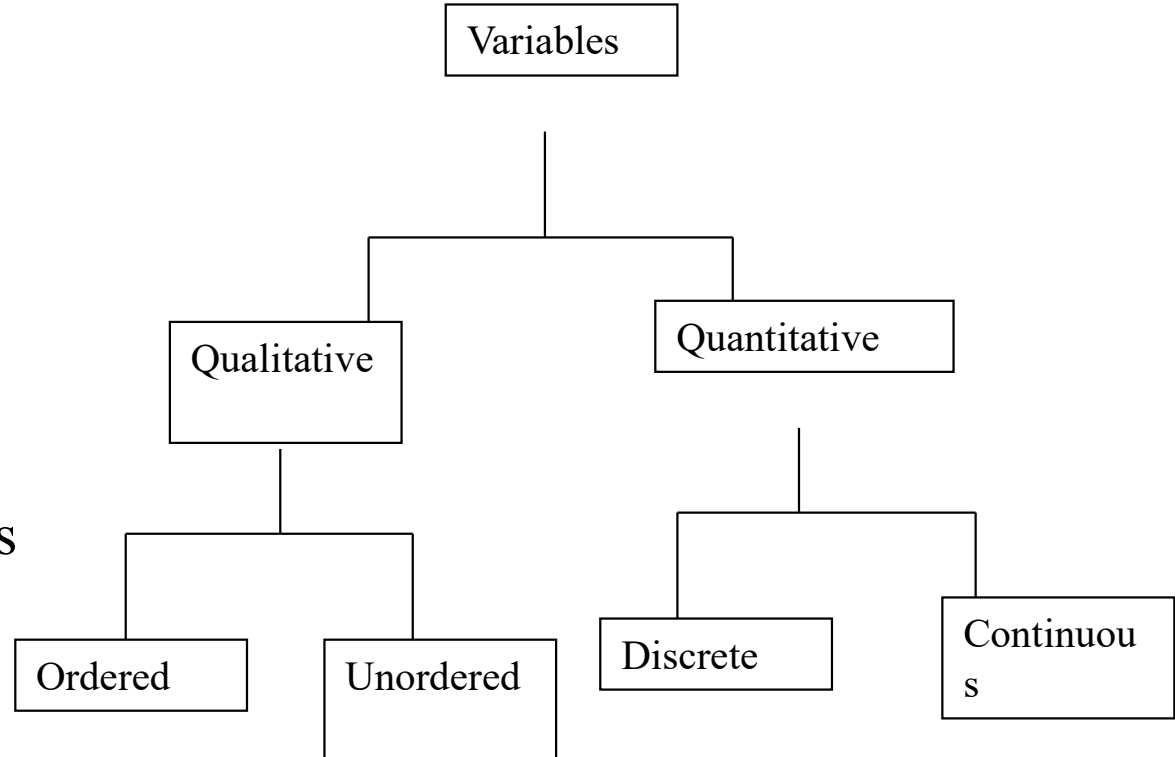 Variables
Qualitative
Quantitative
s
Ordered
Unordered
Discrete
Continuou
s